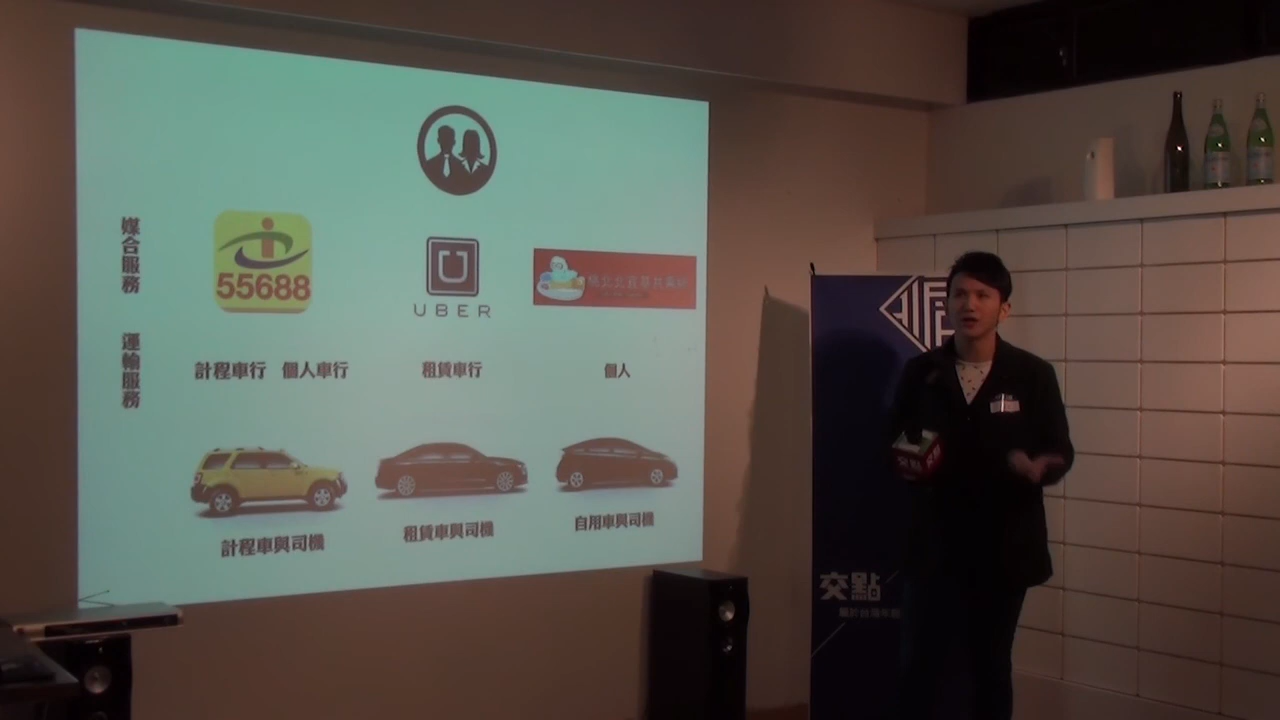 媒合服務
55688
UBER
運輸服務
計程車行 個人車行
租賃車行
個人
計程車與司機
租賃車與司機
自用車與司機
交點